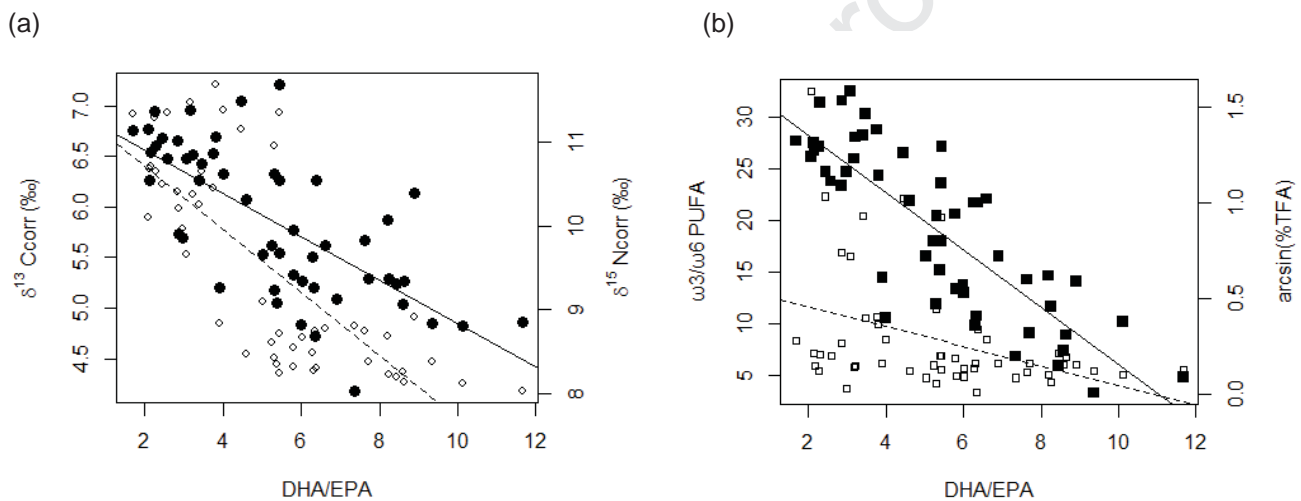 (a)
7.0
6.5
6.0
5.5
5.0
4.5
δ13 Ccorr (‰)
11
10
9
8
δ15 Ncorr (‰)
2 4 6 8 10 12
DHA/EPA
(b)
30
25
20
15
10
5
ω3/ω6 PUFA
1.5
1.0
0.5
0.0
arcsin(%TFA)
2 4 6 8 10 12
DHA/EPA